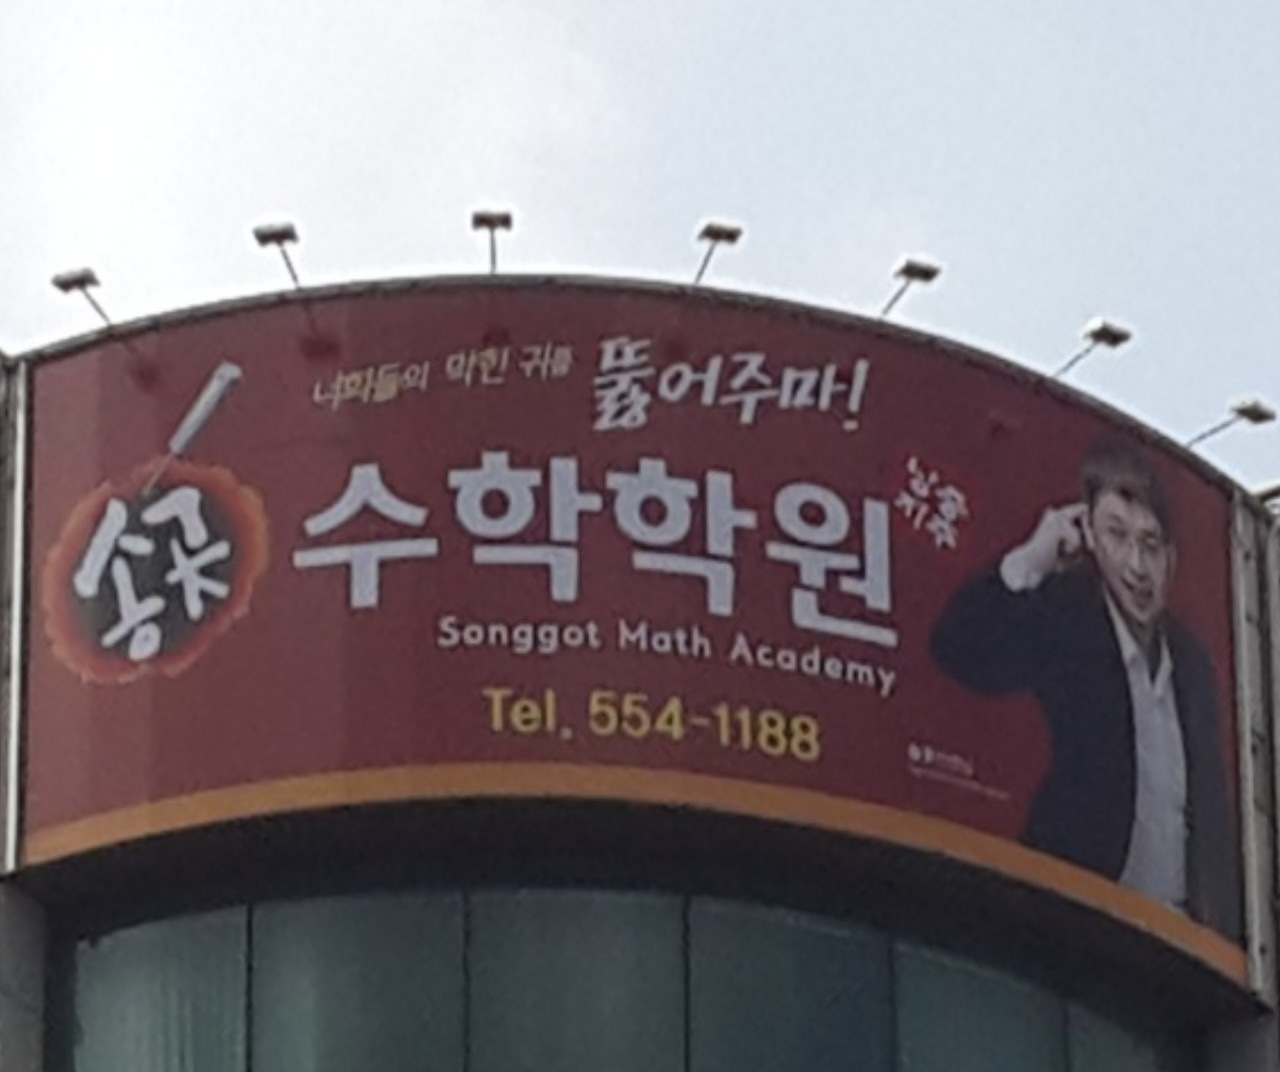 너희들의 막힌 귀를 뚫어주마!
송곳
수학학원
Songgot Math Academy
Tel. 554-1188